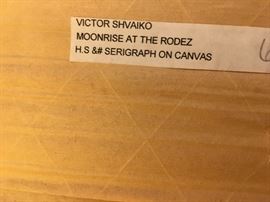 VICTOR SHVAIKO
MOONRISE AT THE RODEZ
H.S &# SERIGRAPH ON CANVAS